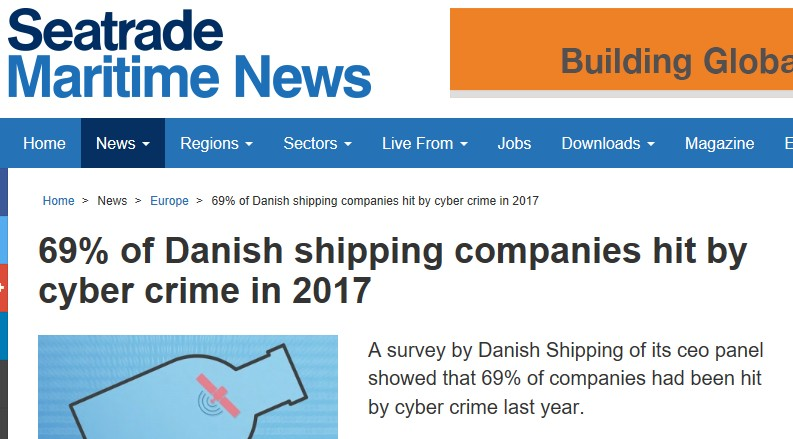 Seatrade
Maritime News
Building Globa
Home News Regions Sectors Live From Jobs Downloads Magazine E
Home > News > Europe > 69% of Danish shipping companies hit by cyber crime in 2017
69% of Danish shipping companies hit by
cyber crime in 2017
A survey by Danish Shipping of its ceo panel
showed that 69% of companies had been hit
by cyber crime last year.